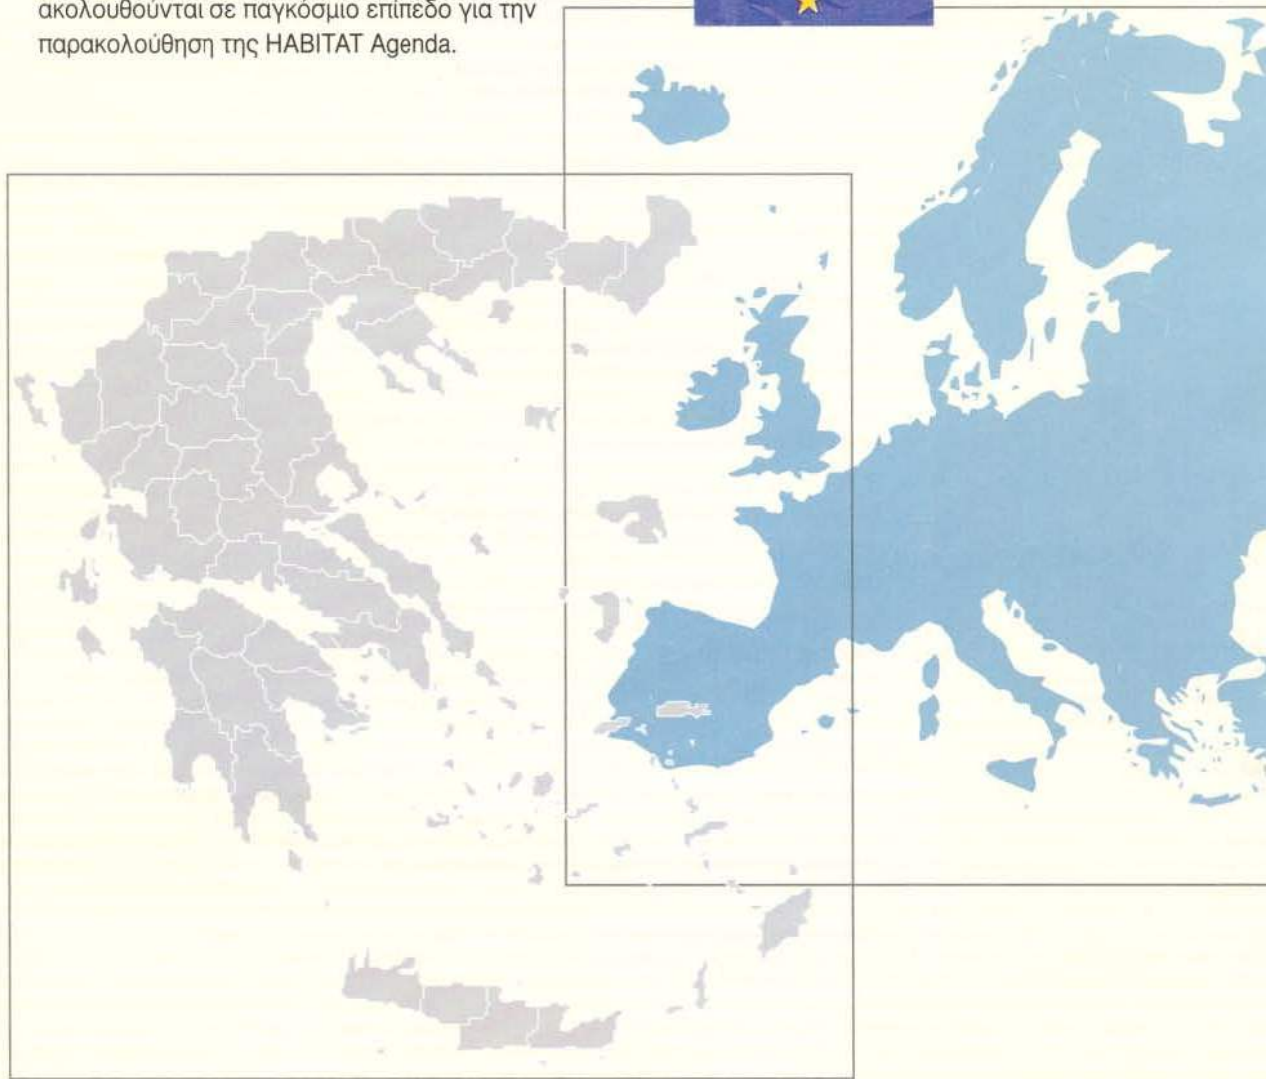 ακολουθούνται σε παγκόσμιο επίπεδο για την
παρακολούθηση της HABITAT Agenda.